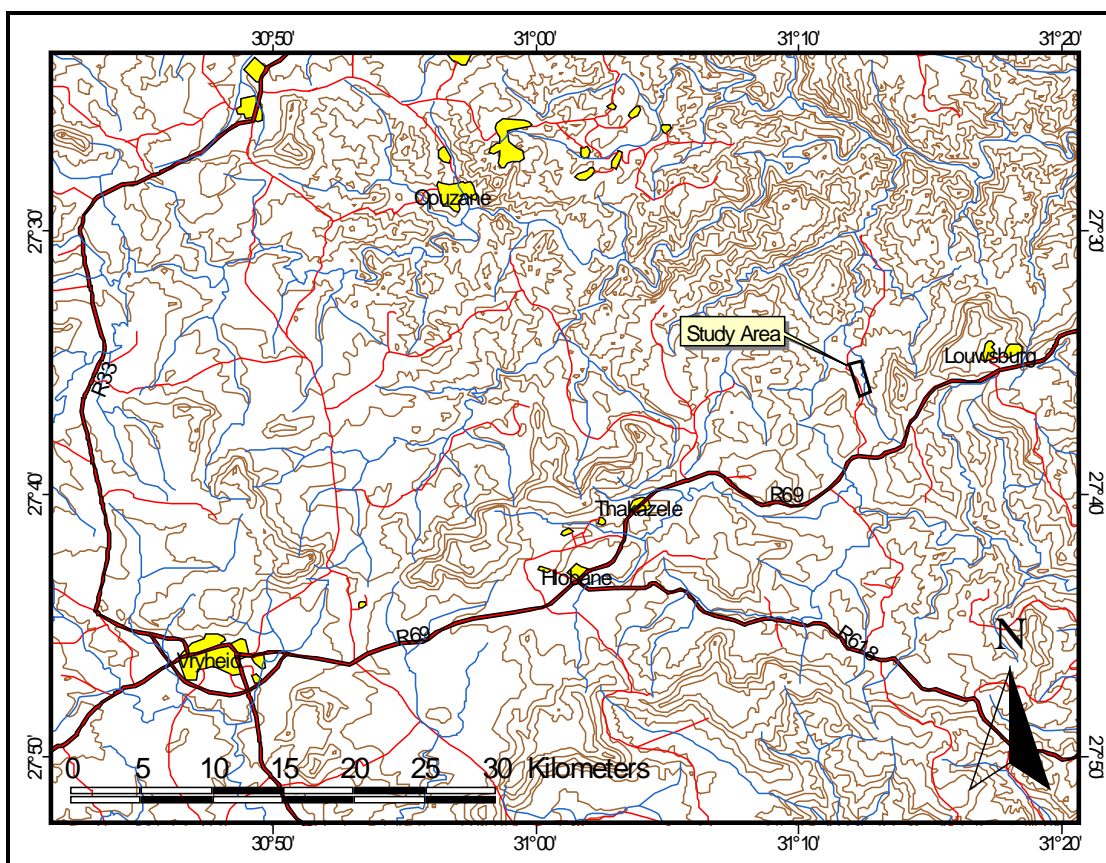 30°50' 31°00' 31°10' 31°20'
Cpuzane
27°30' 27°30'
Study Area
Louwsburg
R33
27°40' 27°40'
R69
Thakazele
Hlobane
R69
R618
N
Vryheid
27°50' 27°50'
0 5 10 15 20 25 30 Kilometers
30°50' 31°00' 31°10' 31°20'